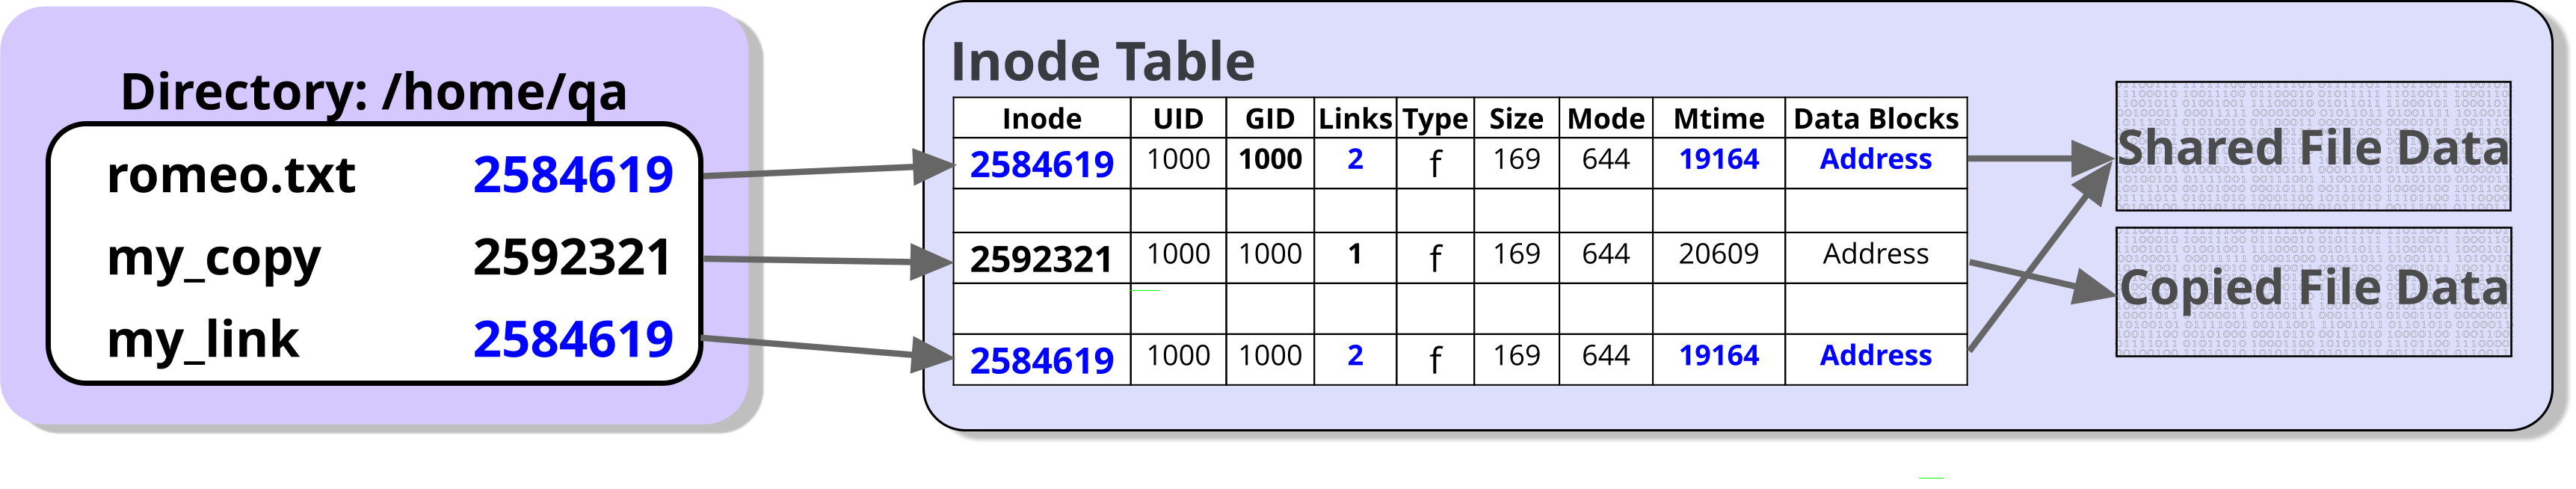 Directory: /home/qa
romeo.txt 2584619
my_copy 2592321
my_link 2584619
Inode Table
Inode UID GID Links Type Size Mode Mtime Data Blocks
2584619 1000 1000 2 f 169 644 19164 Address
2592321 1000 1000 1 f 169 644 20609 Address
2584619 1000 1000 2 f 169 644 19164 Address
Shared File Data
Copied File Data